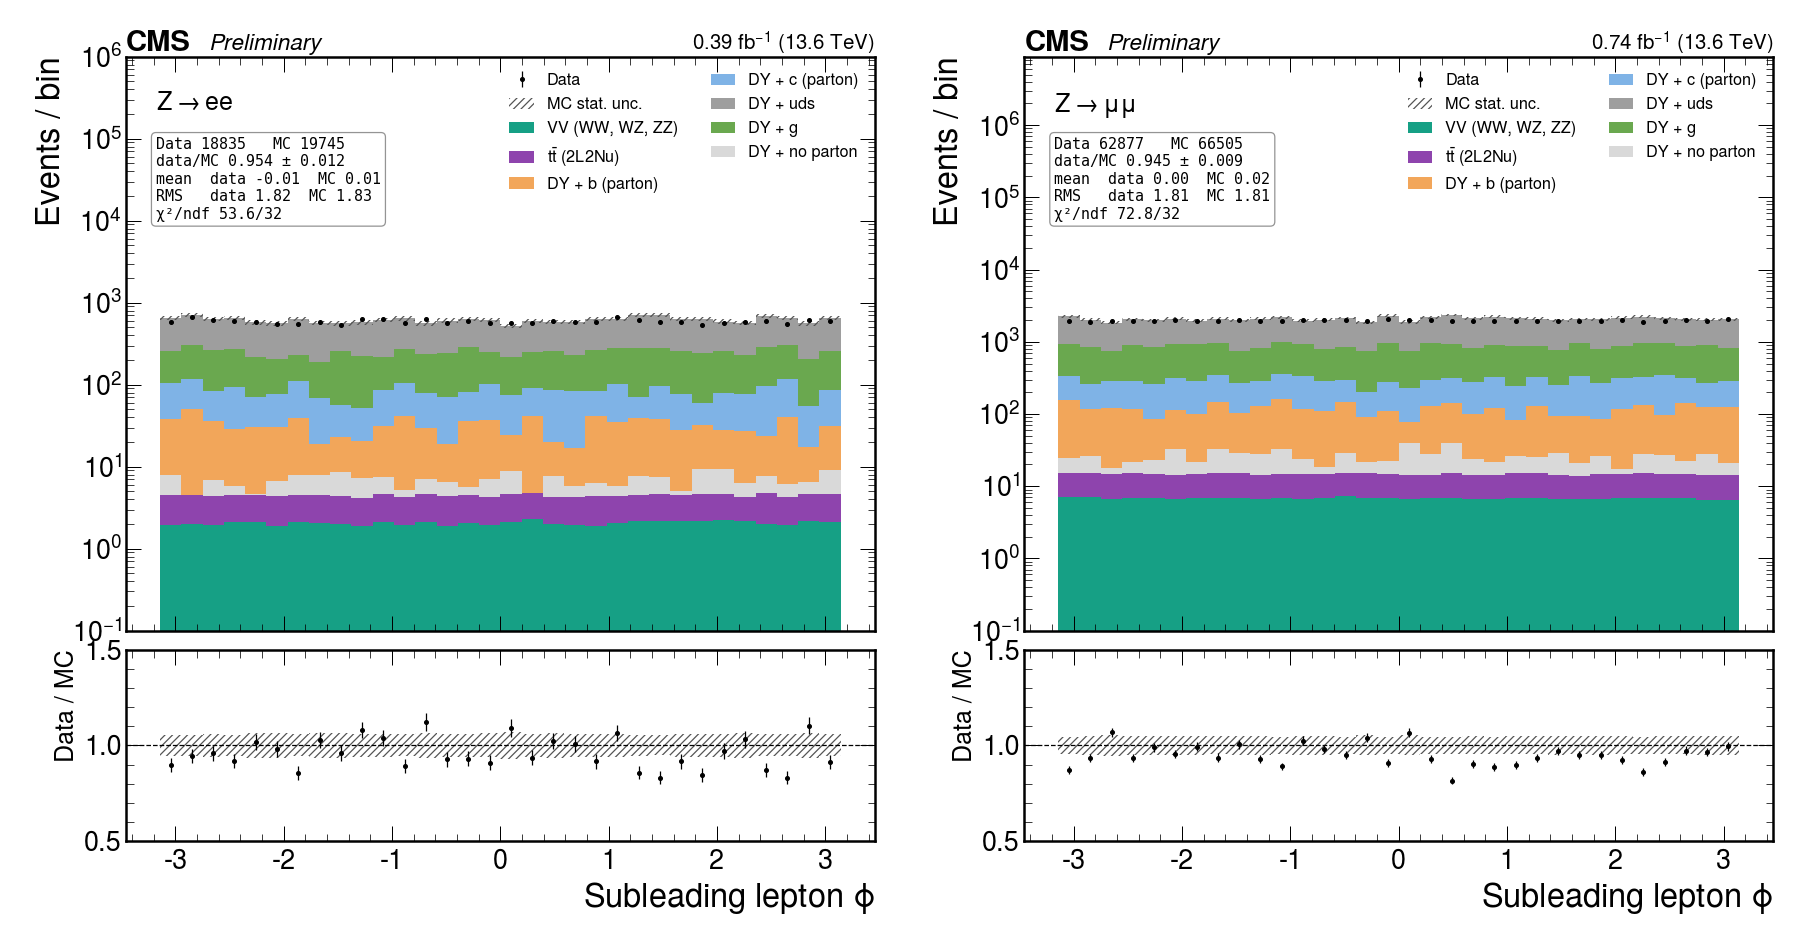 CMS Preliminary 0.39 fb⁻¹ (13.6 TeV)
Events / bin
10⁶
10⁵
10⁴
10³
10²
10¹
10⁰
10⁻¹
Z → ee
Data 18835 MC 19745
data/MC 0.954 ± 0.012
mean data -0.01 MC 0.01
RMS data 1.82 MC 1.83
χ²/ndf 53.6/32
Data
MC stat. unc.
VV (WW, WZ, ZZ)
tt̄ (2L2Nu)
DY + b (parton)
DY + c (parton)
DY + uds
DY + g
DY + no parton
Data / MC
1.5
1.0
0.5
-3 -2 -1 0 1 2 3
Subleading lepton ϕ
CMS Preliminary 0.74 fb⁻¹ (13.6 TeV)
Events / bin
10⁶
10⁵
10⁴
10³
10²
10¹
10⁰
10⁻¹
Z → μμ
Data 62877 MC 66505
data/MC 0.945 ± 0.009
mean data 0.00 MC 0.02
RMS data 1.81 MC 1.81
χ²/ndf 72.8/32
Data
MC stat. unc.
VV (WW, WZ, ZZ)
tt̄ (2L2Nu)
DY + b (parton)
DY + c (parton)
DY + uds
DY + g
DY + no parton
Data / MC
1.5
1.0
0.5
-3 -2 -1 0 1 2 3
Subleading lepton ϕ